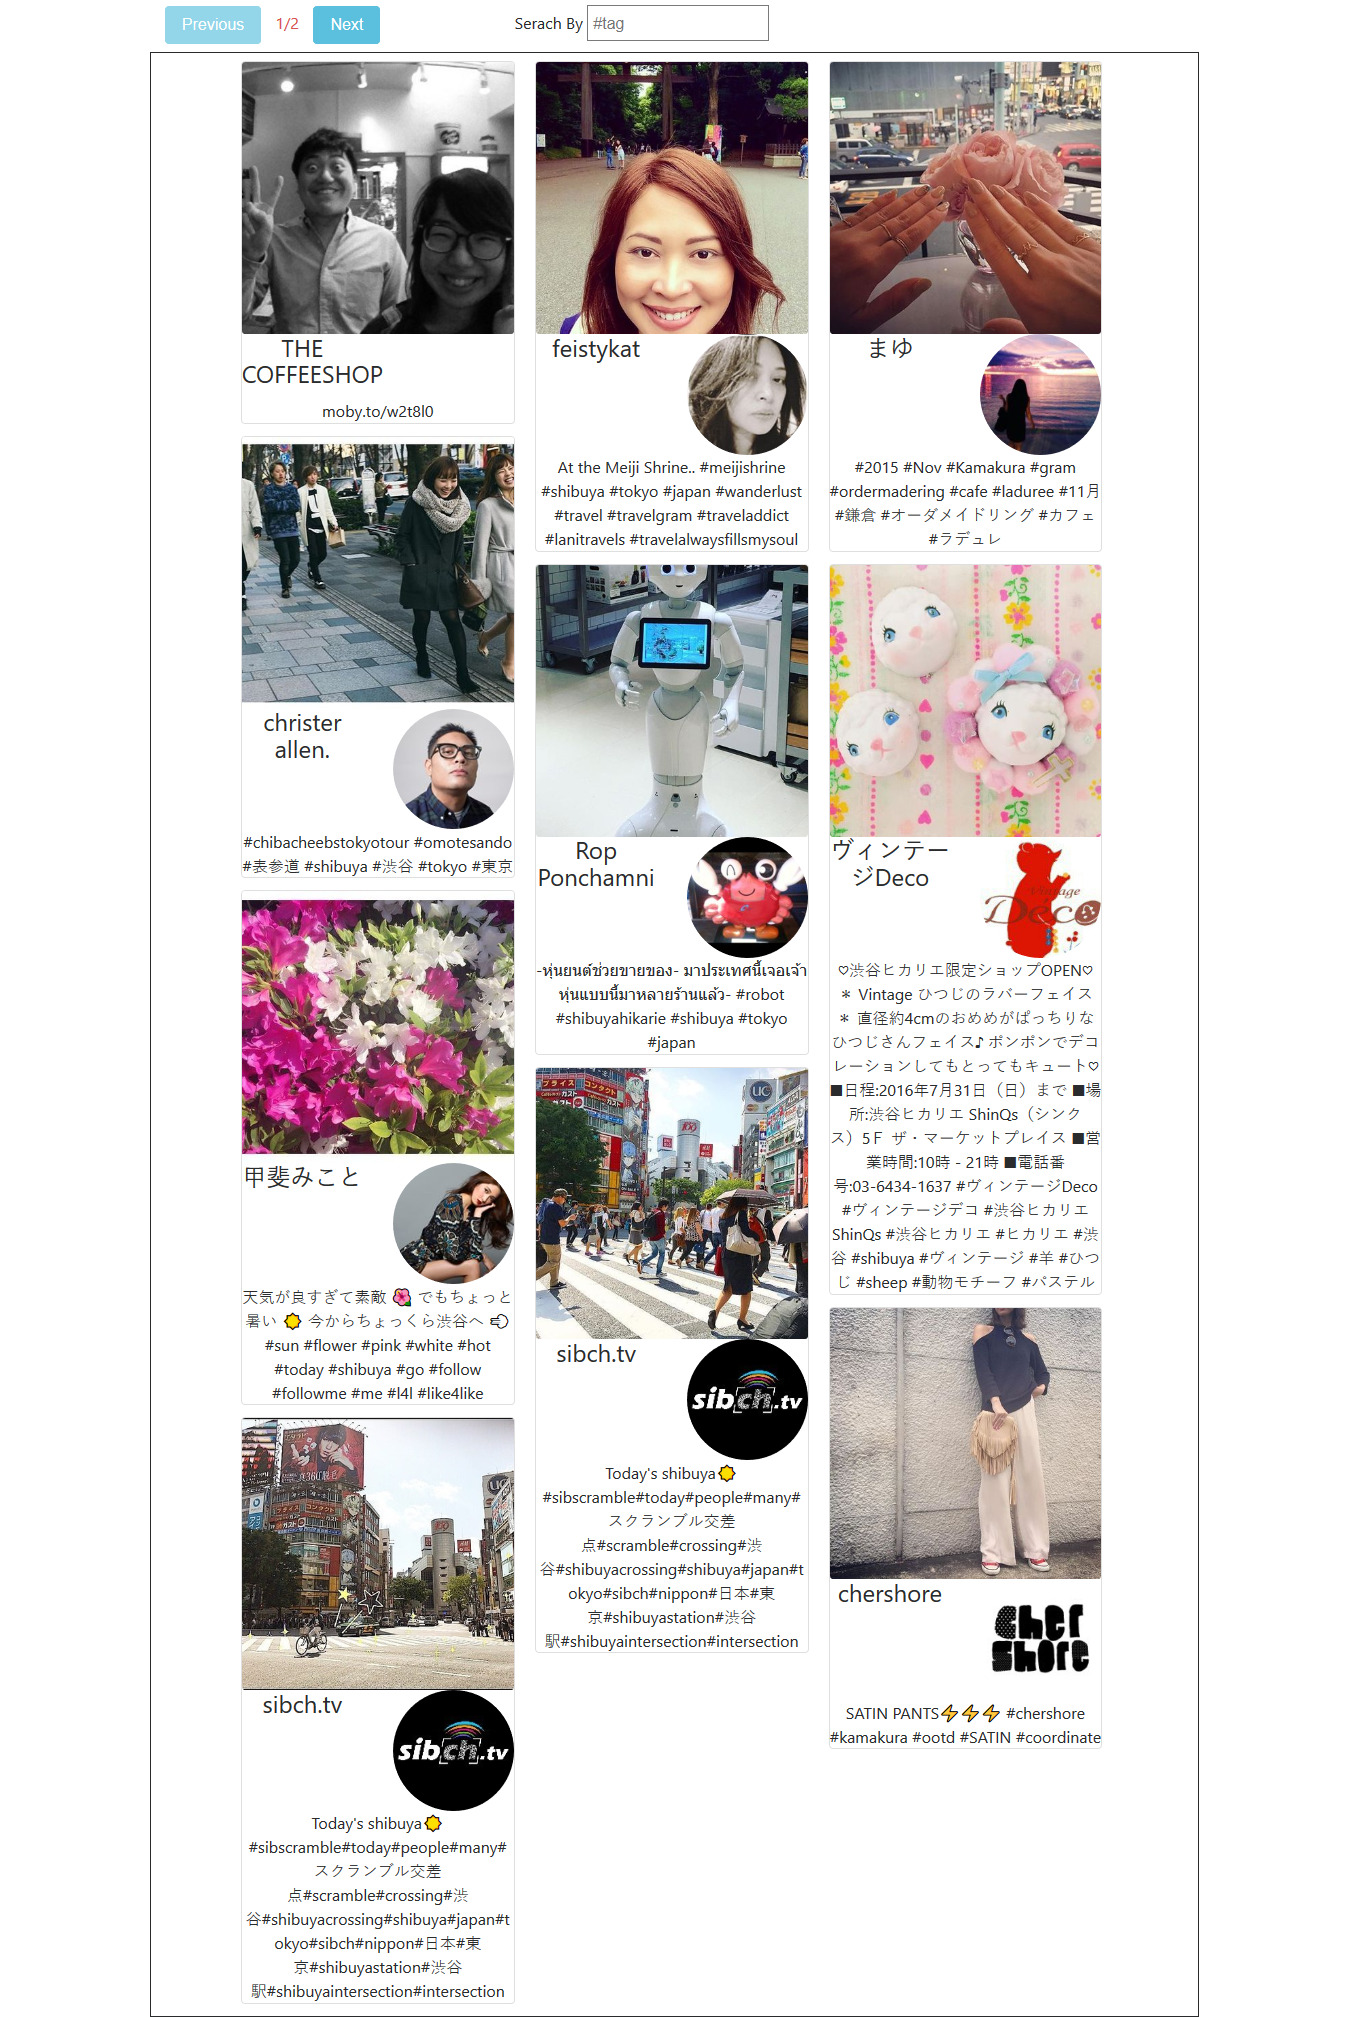 Previous 1/2 Next Serach By #tag
THE
COFFEESHOP
moby.to/w2t8l0
christer
allen.
#chibacheebstokyotour #omotesando
#表参道 #shibuya #渋谷 #tokyo #東京
甲斐みこと
天気が良すぎて素敵 🌺 でもちょっと
暑い ☀ 今からちょっくら渋谷へ 💨
#sun #flower #pink #white #hot
#today #shibuya #go #follow
#followme #me #l4l #like4like
sibch.tv
sibch.tv
Today's shibuya☀
#sibscramble#today#people#many#
スクランブル交差
点#scramble#crossing#渋
谷#shibuyacrossing#shibuya#japan#t
okyo#sibch#nippon#日本#東
京#shibuyastation#渋谷
駅#shibuyaintersection#intersection
feistykat
At the Meiji Shrine.. #meijishrine
#shibuya #tokyo #japan #wanderlust
#travel #travelgram #traveladdict
#lanitravels #travelalwaysfillsmysoul
Rop
Ponchamni
-หุ่นยนต์ช่วยขายของ- มาประเทศนี้เจอเจ้า
หุ่นแบบนี้มาหลายร้านแล้ว- #robot
#shibuyahikarie #shibuya #tokyo
#japan
UC
109
sibch.tv
sibch.tv
Today's shibuya☀
#sibscramble#today#people#many#
スクランブル交差
点#scramble#crossing#渋
谷#shibuyacrossing#shibuya#japan#t
okyo#sibch#nippon#日本#東
京#shibuyastation#渋谷
駅#shibuyaintersection#intersection
まゆ
#2015 #Nov #Kamakura #gram
#ordermadering #cafe #laduree #11月
#鎌倉 #オーダメイドリング #カフェ
#ラデュレ
ヴィンテー
ジDeco
Vintage
Déco
♡渋谷ヒカリエ限定ショップOPEN♡
＊ Vintage ひつじのラバーフェイス
＊ 直径約4cmのおめめがぱっちりな
ひつじさんフェイス♪ ポンポンでデコ
レーションしてもとってもキュート♡
■日程:2016年7月31日（日）まで ■場
所:渋谷ヒカリエ ShinQs（シンク
ス）5Ｆ ザ・マーケットプレイス ■営
業時間:10時 - 21時 ■電話番
号:03-6434-1637 #ヴィンテージDeco
#ヴィンテージデコ #渋谷ヒカリエ
ShinQs #渋谷ヒカリエ #ヒカリエ #渋
谷 #shibuya #ヴィンテージ #羊 #ひつ
じ #sheep #動物モチーフ #パステル
chershore
Cher
Shore
SATIN PANTS⚡⚡⚡ #chershore
#kamakura #ootd #SATIN #coordinate